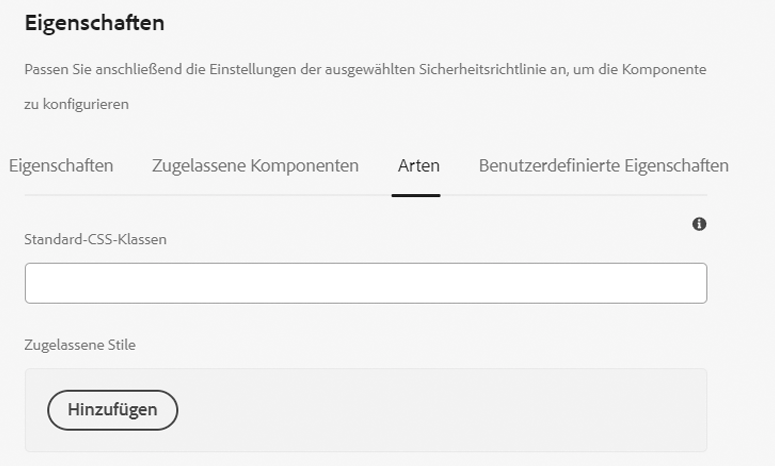 Eigenschaften
Passen Sie anschließend die Einstellungen der ausgewählten Sicherheitsrichtlinie an, um die Komponente
zu konfigurieren
Eigenschaften Zugelassene Komponenten Arten Benutzerdefinierte Eigenschaften
Standard-CSS-Klassen
Zugelassene Stile
Hinzufügen